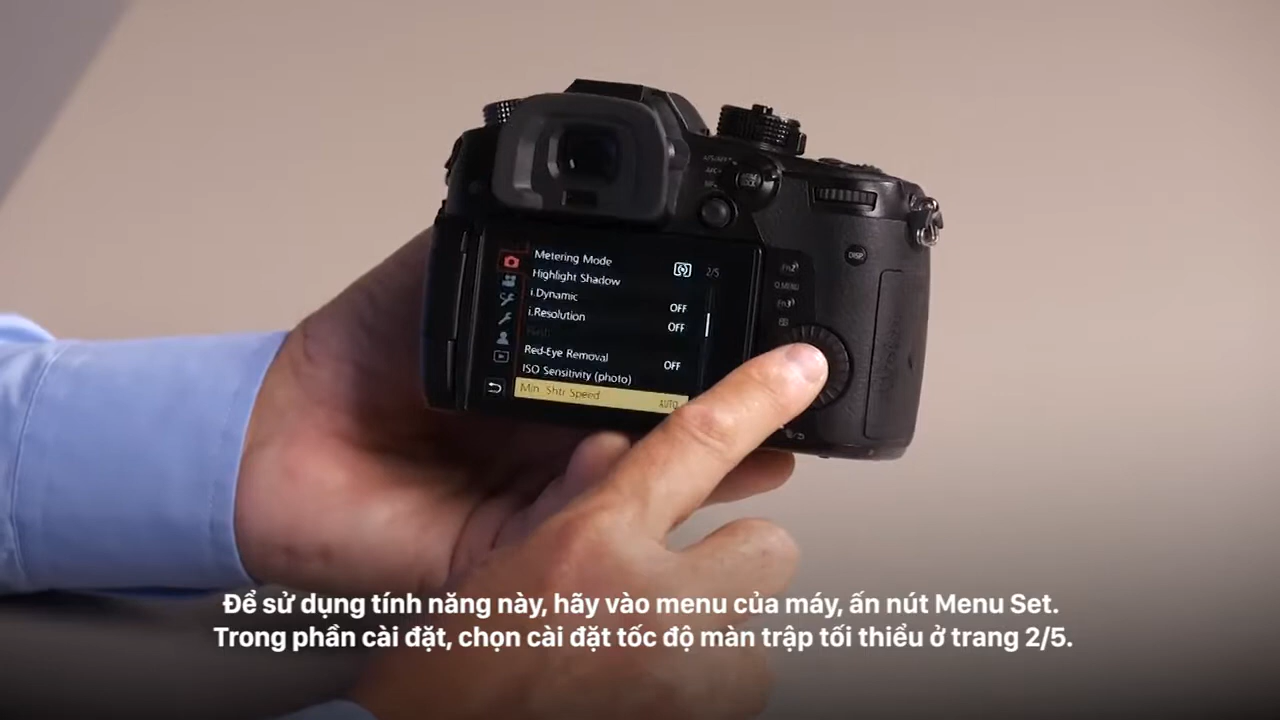 Metering Mode
2/5
Highlight Shadow
i.Dynamic
OFF
i.Resolution
OFF
Red-Eye Removal
OFF
ISO Sensitivity (photo)
Min. Shtr Speed
AUTO
DISP.
Fn2
Q.MENU
Fn3
Để sử dụng tính năng này, hãy vào menu của máy, ấn nút Menu Set.
Trong phần cài đặt, chọn cài đặt tốc độ màn trập tối thiểu ở trang 2/5.